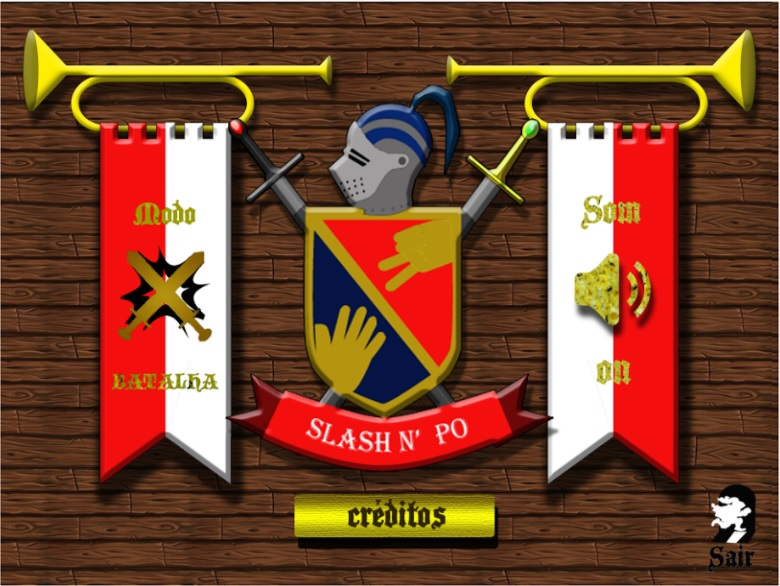 Modo
BATALHA
Som
on
SLASH N' PO
créditos
Sair